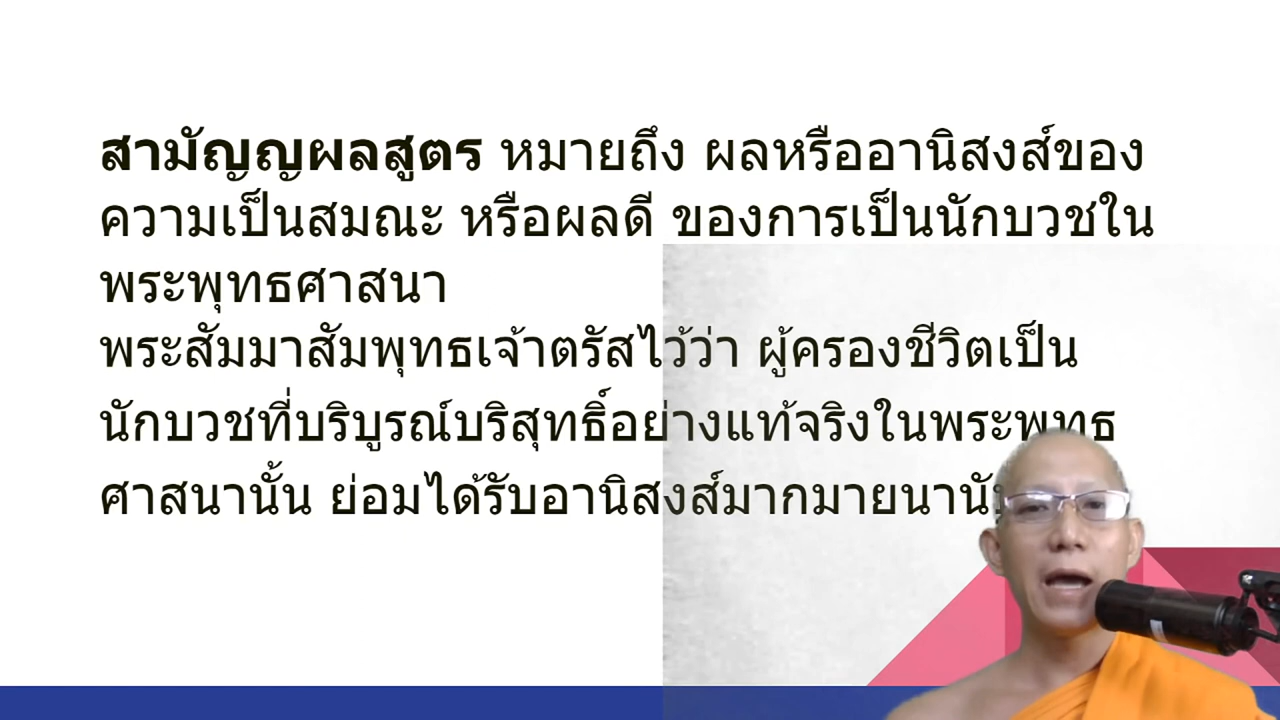 สามัญญผลสูตร หมายถึง ผลหรืออานิสงส์ของ
ความเป็นสมณะ หรือผลดี ของการเป็นนักบวชใน
พระพุทธศาสนา
พระสัมมาสัมพุทธเจ้าตรัสไว้ว่า ผู้ครองชีวิตเป็น
นักบวชที่บริบูรณ์บริสุทธิ์อย่างแท้จริงในพระพุทธ
ศาสนานั้น ย่อมได้รับอานิสงส์มากมาย